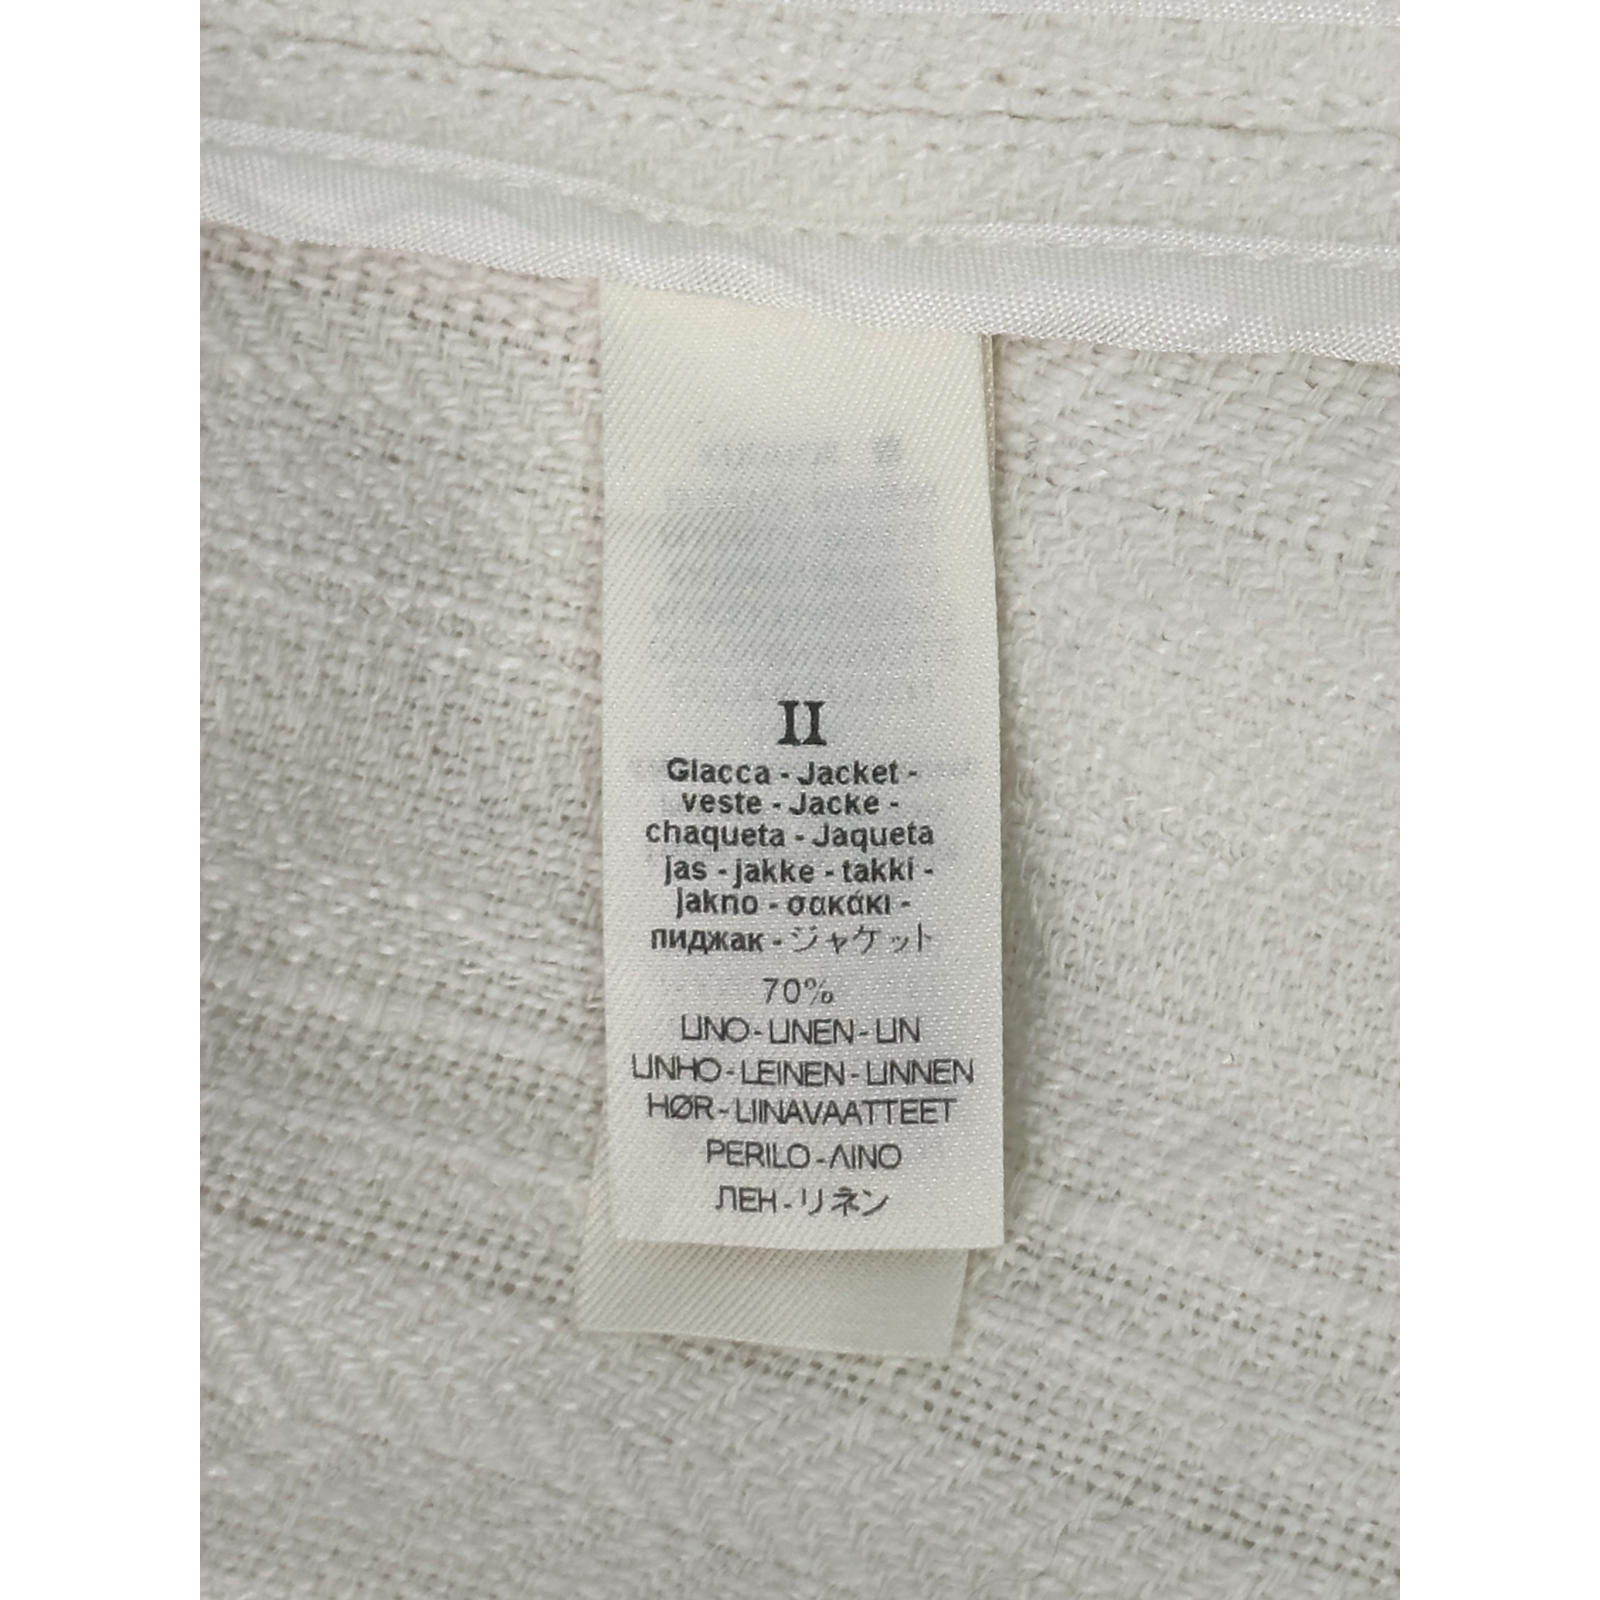 II
Giacca - Jacket -
veste - Jacke -
chaqueta - Jaqueta
jas - jakke - takki -
jakno - σακάκι -
пиджак - ジャケット
70%
LINO - LINEN - LIN
LINHO - LEINEN - LINNEN
HØR - LIINAVAATTEET
PERILO - ΛΙΝΟ
ЛЕН - リネン